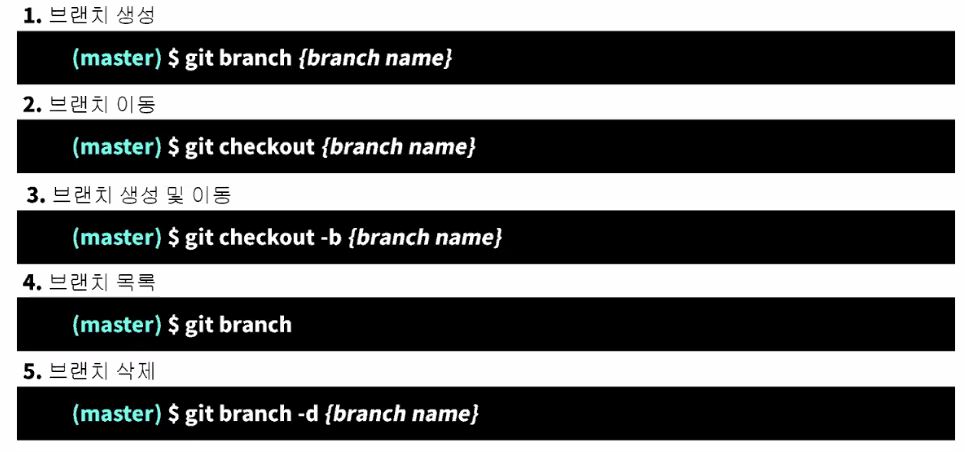 1. 브랜치 생성
(master) $ git branch {branch name}
2. 브랜치 이동
(master) $ git checkout {branch name}
3. 브랜치 생성 및 이동
(master) $ git checkout -b {branch name}
4. 브랜치 목록
(master) $ git branch
5. 브랜치 삭제
(master) $ git branch -d {branch name}